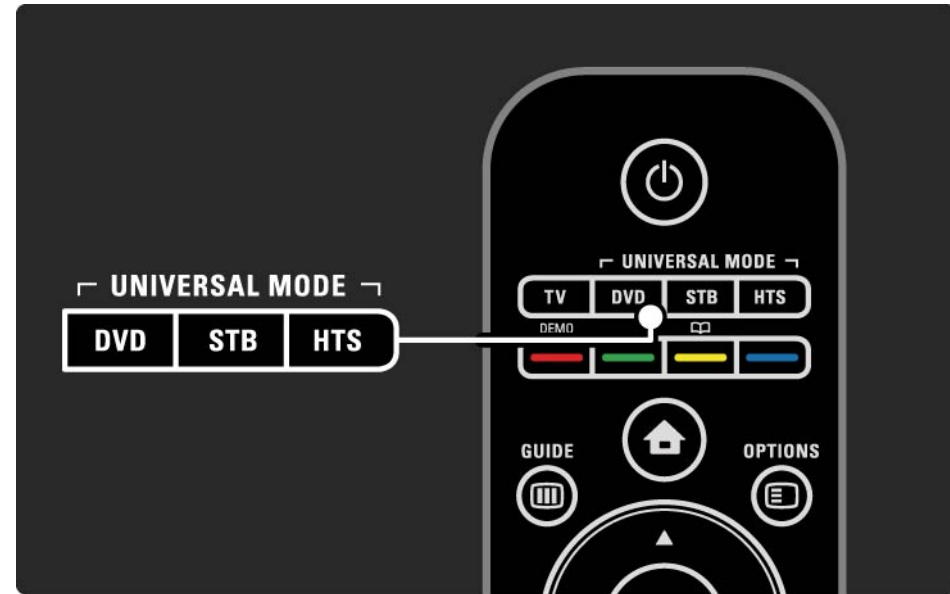 UNIVERSAL MODE
DVD STB HTS
UNIVERSAL MODE
TV DVD STB HTS
DEMO
GUIDE
OPTIONS